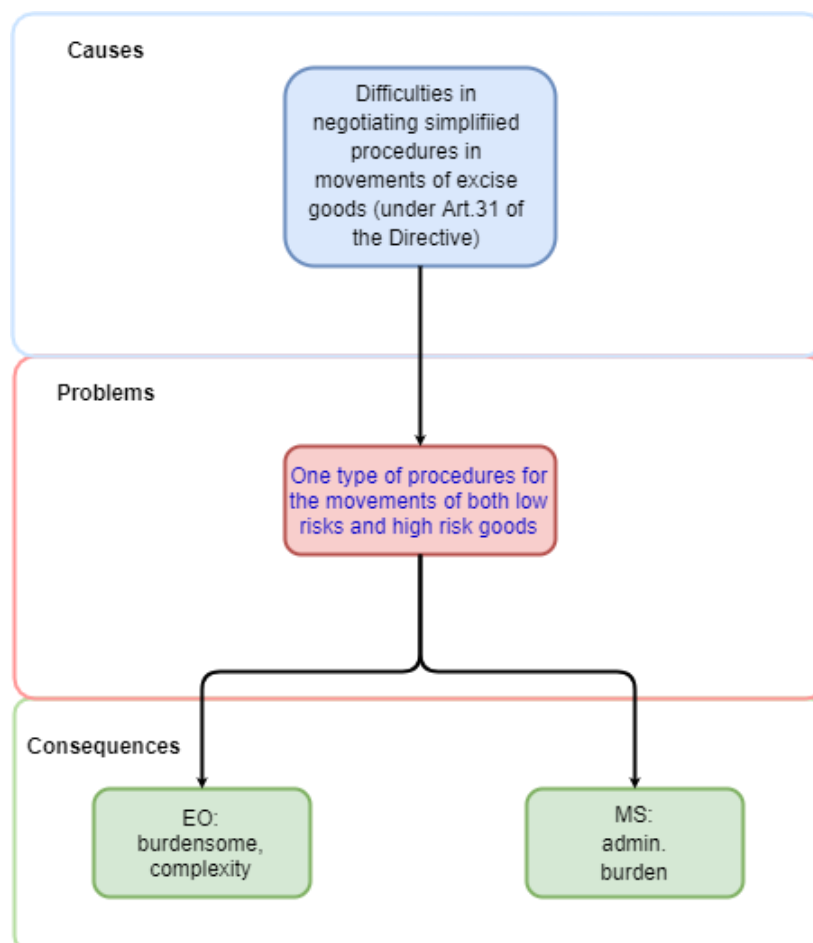 Causes
Difficulties in
negotiating simplifiied
procedures in
movements of excise
goods (under Art.31 of
the Directive)
Problems
One type of procedures for
the movements of both low
risks and high risk goods
Consequences
EO:
burdensome,
complexity
MS:
admin.
burden